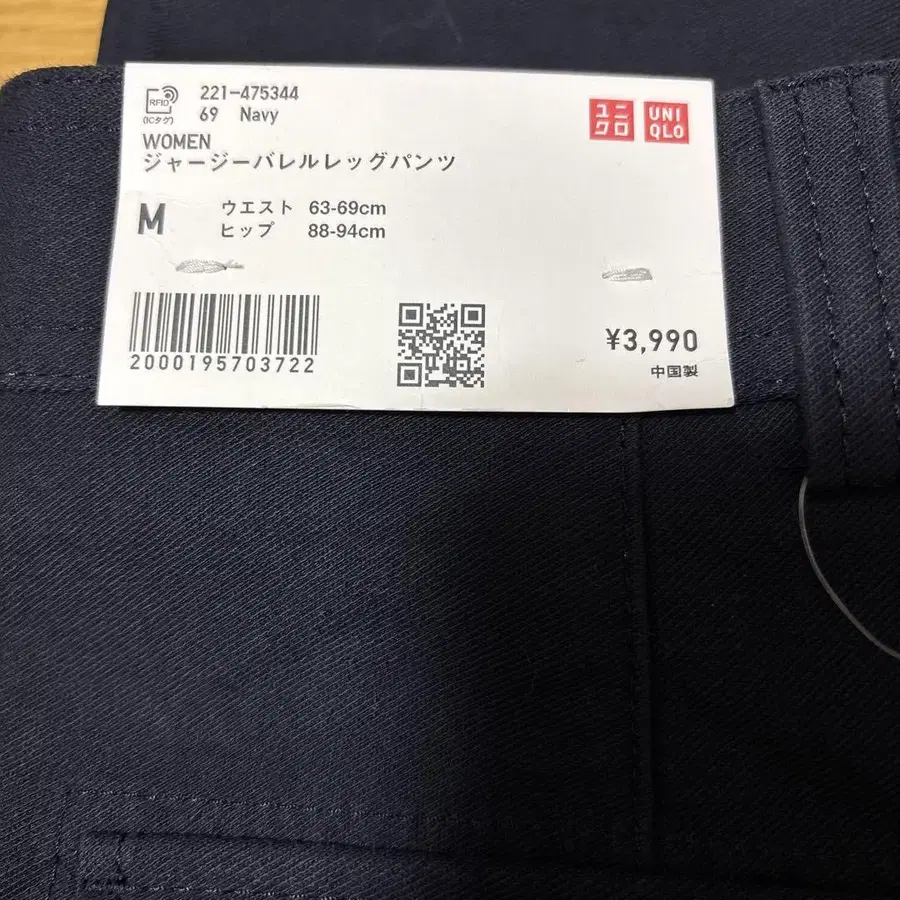 RFID
(ICタグ)
221-475344
69 Navy
WOMEN
ジャージーバレルレッグパンツ
ユニクロ
UNIQLO
M
ウエスト 63-69cm
ヒップ 88-94cm
2000195703722
¥3,990
中国製